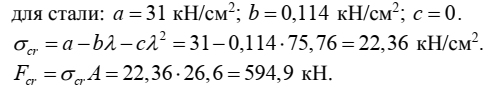 для стали: a = 31 кН/см²; b = 0,114 кН/см²; c = 0.
σcr = a − bλ − cλ² = 31 − 0,114 · 75,76 = 22,36 кН/см².
Fcr = σcr A = 22,36 · 26,6 = 594,9 кН.